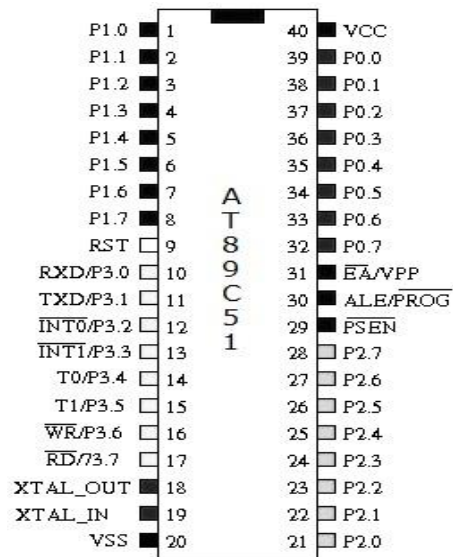 P1.0 1 40 VCC
P1.1 2 39 P0.0
P1.2 3 38 P0.1
P1.3 4 37 P0.2
P1.4 5 36 P0.3
P1.5 6 35 P0.4
P1.6 7 34 P0.5
P1.7 8 33 P0.6
RST 9 32 P0.7
RXD/P3.0 10 31 EA/VPP
TXD/P3.1 11 30 ALE/PROG
INT0/P3.2 12 29 PSEN
INT1/P3.3 13 28 P2.7
T0/P3.4 14 27 P2.6
T1/P3.5 15 26 P2.5
WR/P3.6 16 25 P2.4
RD/73.7 17 24 P2.3
XTAL_OUT 18 23 P2.2
XTAL_IN 19 22 P2.1
VSS 20 21 P2.0
AT89C51